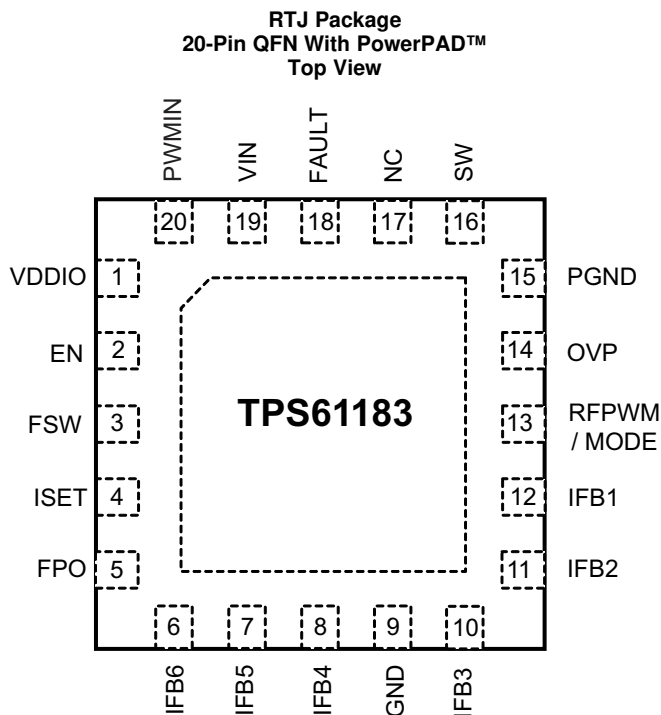 RTJ Package
20-Pin QFN With PowerPAD™
Top View
PWMIN
VIN
FAULT
NC
SW
20
19
18
17
16
VDDIO 1
EN 2
FSW 3
ISET 4
FPO 5
TPS61183
15 PGND
14 OVP
13 RFPWM
/ MODE
12 IFB1
11 IFB2
6
7
8
9
10
IFB6
IFB5
IFB4
GND
IFB3